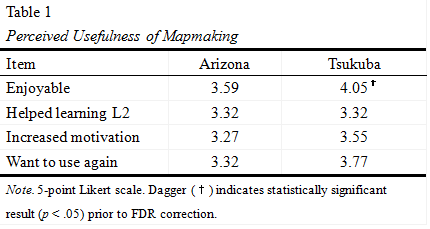 Table 1
Perceived Usefulness of Mapmaking
Item Arizona Tsukuba
Enjoyable 3.59 4.05†
Helped learning L2 3.32 3.32
Increased motivation 3.27 3.55
Want to use again 3.32 3.77
Note. 5-point Likert scale. Dagger (†) indicates statistically significant
result (p < .05) prior to FDR correction.